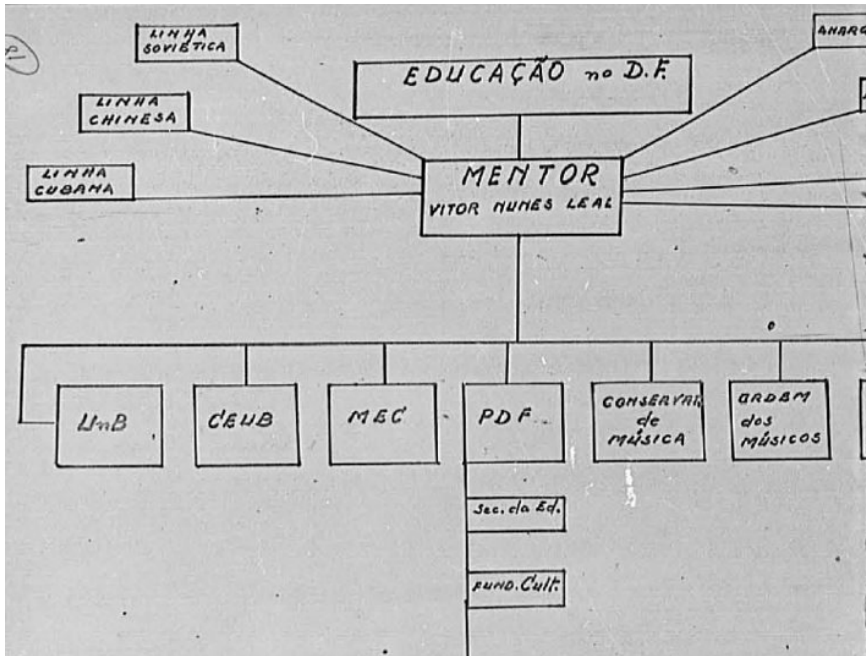 LINHA
SOVIÉTICA
EDUCAÇÃO no D.F.
LINHA
CHINESA
LINHA
CUBANA
MENTOR
VITOR NUNES LEAL
UnB
CEUB
MEC
PDF
CONSERVAT.
de
MÚSICA
ORDEM
dos
MÚSICOS
Sec. da Ed.
FUND. Cult.